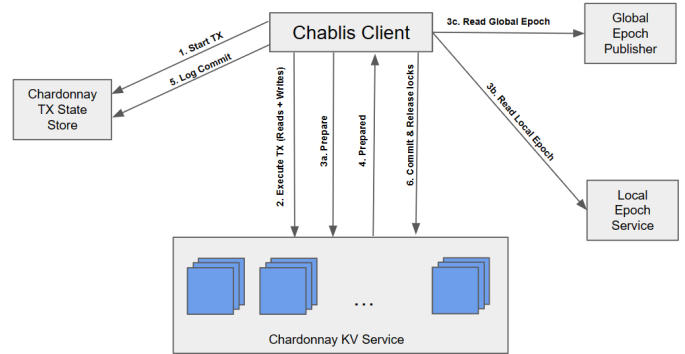 Chablis Client
3c. Read Global Epoch
Global
Epoch
Publisher
1. Start TX
5. Log Commit
Chardonnay
TX State
Store
2. Execute TX (Reads + Writes)
3a. Prepare
4. Prepared
6. Commit & Release locks
3b. Read Local Epoch
Local
Epoch
Service
...
Chardonnay KV Service